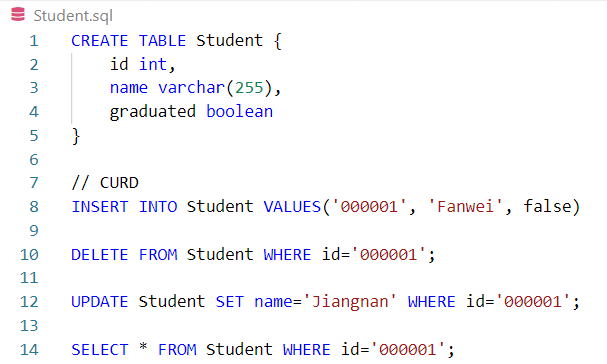 Student.sql
1 CREATE TABLE Student {
2 id int,
3 name varchar(255),
4 graduated boolean
5 }
6
7 // CURD
8 INSERT INTO Student VALUES('000001', 'Fanwei', false)
9
10 DELETE FROM Student WHERE id='000001';
11
12 UPDATE Student SET name='Jiangnan' WHERE id='000001';
13
14 SELECT * FROM Student WHERE id='000001';